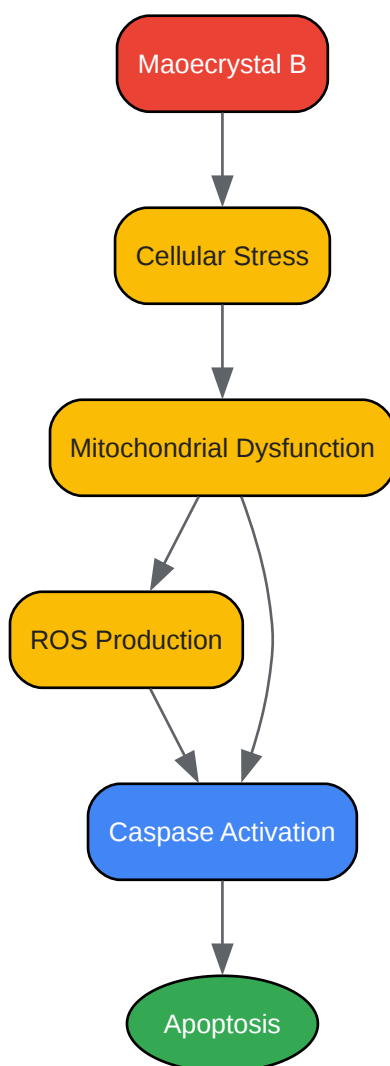 Maoecrystal B
Cellular Stress
Mitochondrial Dysfunction
ROS Production
Caspase Activation
Apoptosis